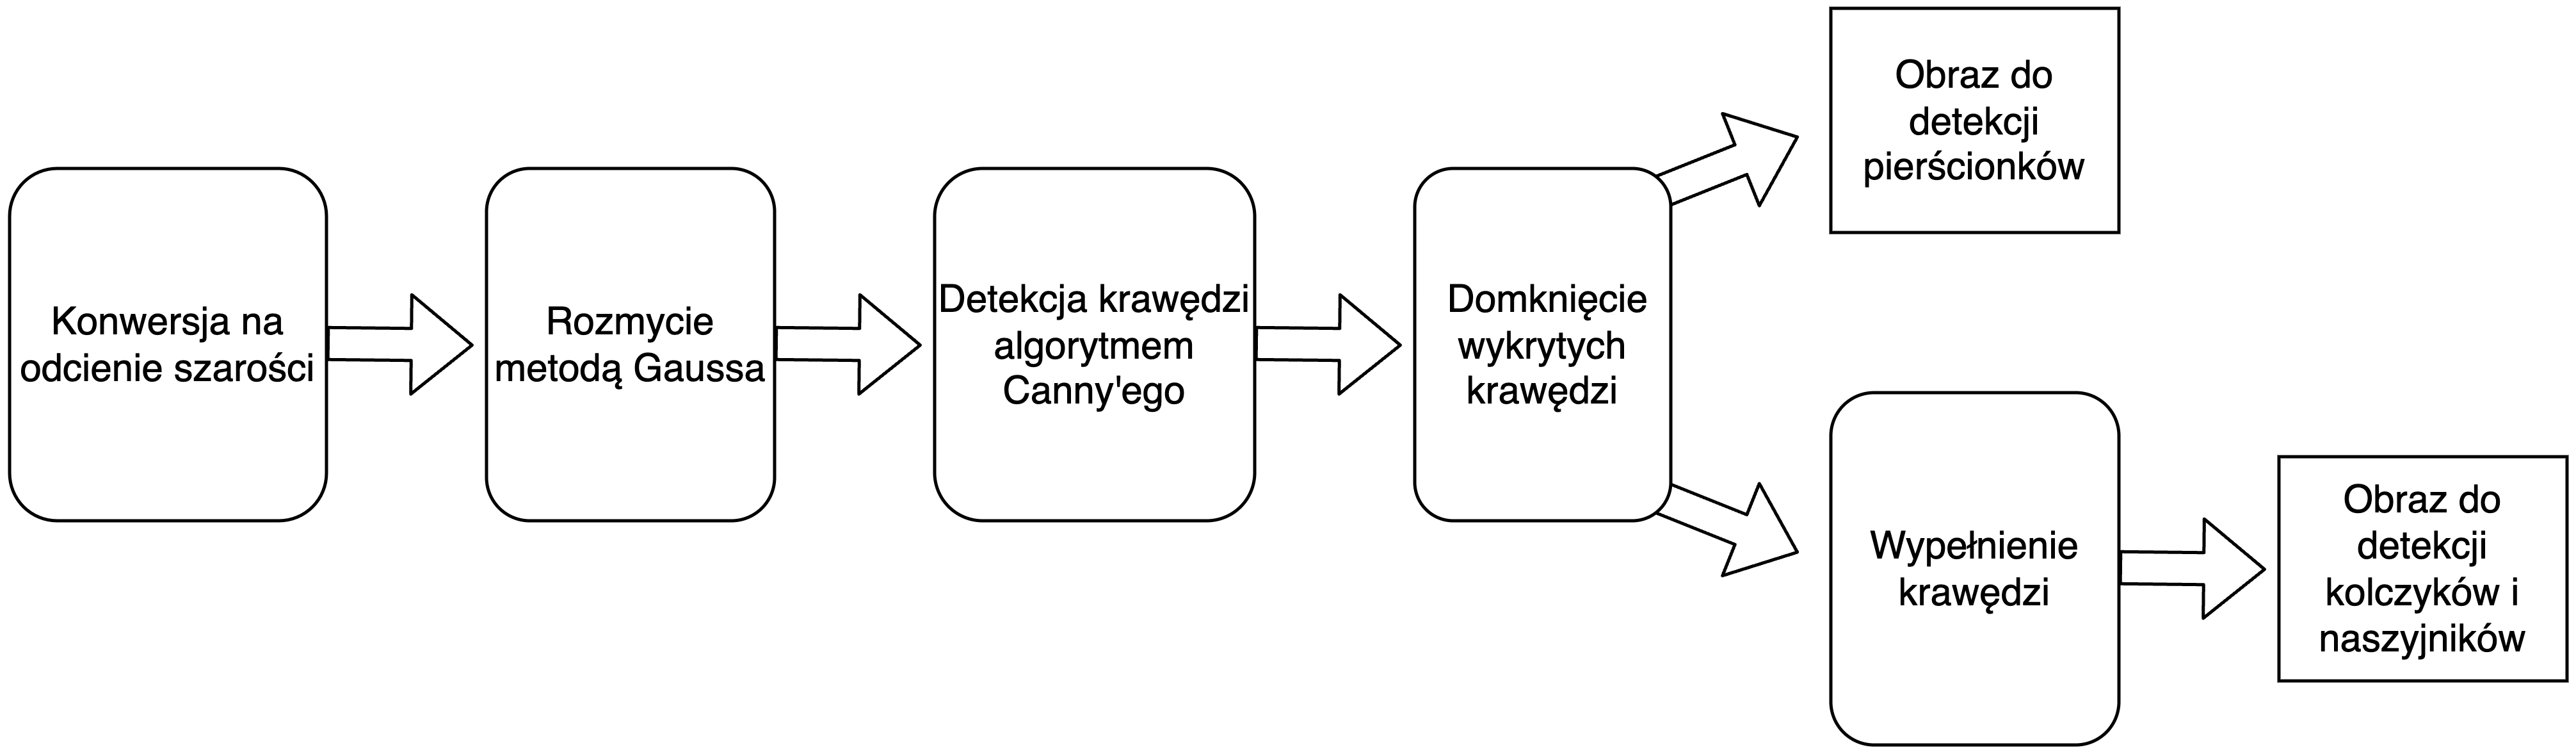 Konwersja na
odcienie szarości
Rozmycie
metodą Gaussa
Detekcja krawędzi
algorytmem
Canny'ego
Domknięcie
wykrytych
krawędzi
Obraz do
detekcji
pierścionków
Wypełnienie
krawędzi
Obraz do
detekcji
kolczyków i
naszyjników